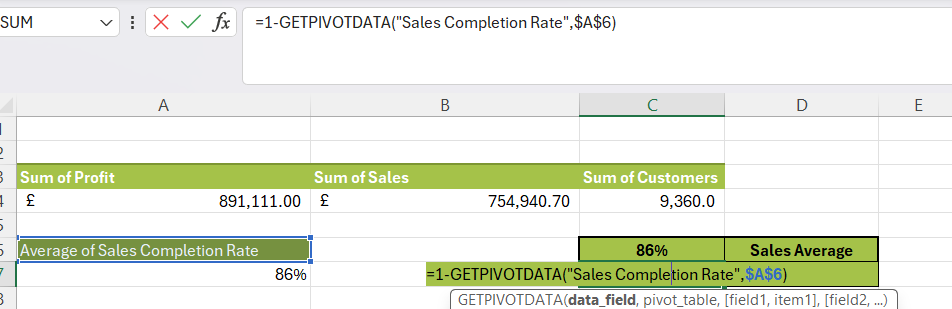 SUM
=1-GETPIVOTDATA("Sales Completion Rate",$A$6)
A B C D E
2
3 Sum of Profit Sum of Sales Sum of Customers
4 £ 891,111.00 £ 754,940.70 9,360.0
5
6 Average of Sales Completion Rate 86% Sales Average
7 86% =1-GETPIVOTDATA("Sales Completion Rate",$A$6)
8 GETPIVOTDATA(data_field, pivot_table, [field1, item1], [field2, ...)